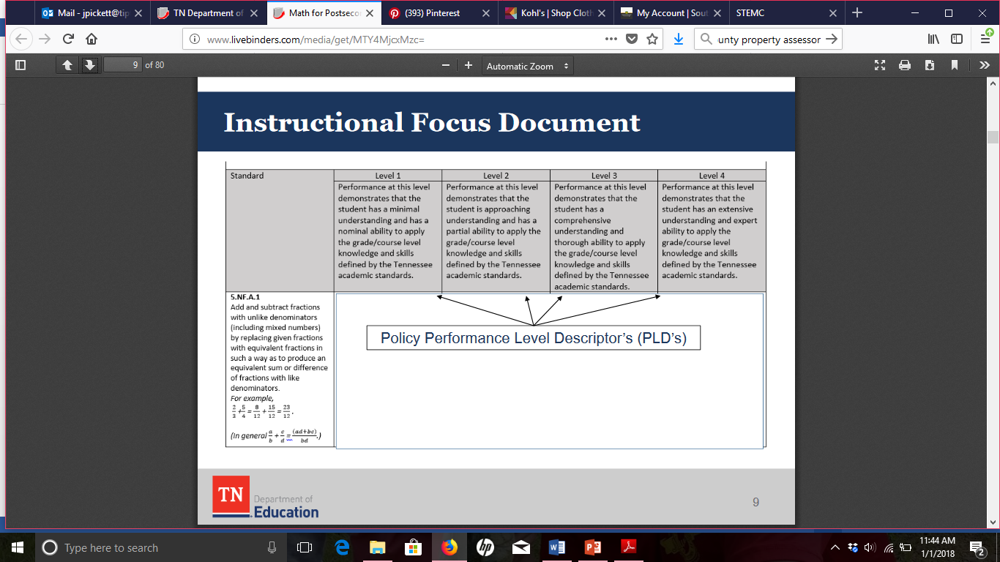 Mail - jpickett@tip
TN Department of
Math for Postsecon
(393) Pinterest
Kohl's | Shop Cloth
My Account | Sout
STEMC
www.livebinders.com/media/get/MTY4MjcxMzc=
unty property assessor
9 of 80
Automatic Zoom
Instructional Focus Document
Standard
Level 1
Level 2
Level 3
Level 4
Performance at this level
demonstrates that the
student has a minimal
understanding and has a
nominal ability to apply
the grade/course level
knowledge and skills
defined by the Tennessee
academic standards.
Performance at this level
demonstrates that the
student is approaching
understanding and has a
partial ability to apply the
grade/course level
knowledge and skills
defined by the Tennessee
academic standards.
Performance at this level
demonstrates that the
student has a
comprehensive
understanding and
thorough ability to apply
the grade/course level
knowledge and skills
defined by the Tennessee
academic standards.
Performance at this level
demonstrates that the
student has an extensive
understanding and expert
ability to apply the
grade/course level
knowledge and skills
defined by the Tennessee
academic standards.
5.NF.A.1
Add and subtract fractions
with unlike denominators
(including mixed numbers)
by replacing given fractions
with equivalent fractions in
such a way as to produce an
equivalent sum or difference
of fractions with like
denominators.
For example,
2/3 + 5/4 = 8/12 + 15/12 = 23/12.
(In general a/b + c/d = (ad+bc)/bd.)
Policy Performance Level Descriptor's (PLD's)
TN
Department of
Education
9
Type here to search
hp
11:44 AM
1/1/2018
2